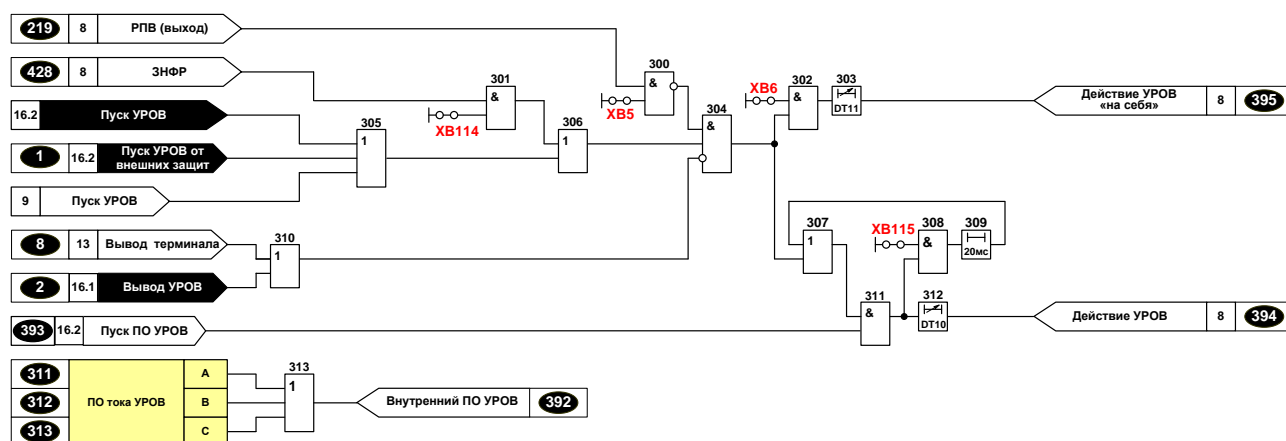 219 8 РПВ (выход)
428 8 ЗНФР
16.2 Пуск УРОВ
1 16.2 Пуск УРОВ от
внешних защит
9 Пуск УРОВ
8 13 Вывод терминала
2 16.1 Вывод УРОВ
393 16.2 Пуск ПО УРОВ
311 A
312 ПО тока УРОВ B
313 C
301
&
XB114
305
1
306
1
310
1
313
1
Внутренний ПО УРОВ 392
300
&
XB5
304
&
XB6
302
&
303
DT11
Действие УРОВ
«на себя»
8 395
307
1
XB115
308
&
309
20мс
311
&
312
DT10
Действие УРОВ 8 394